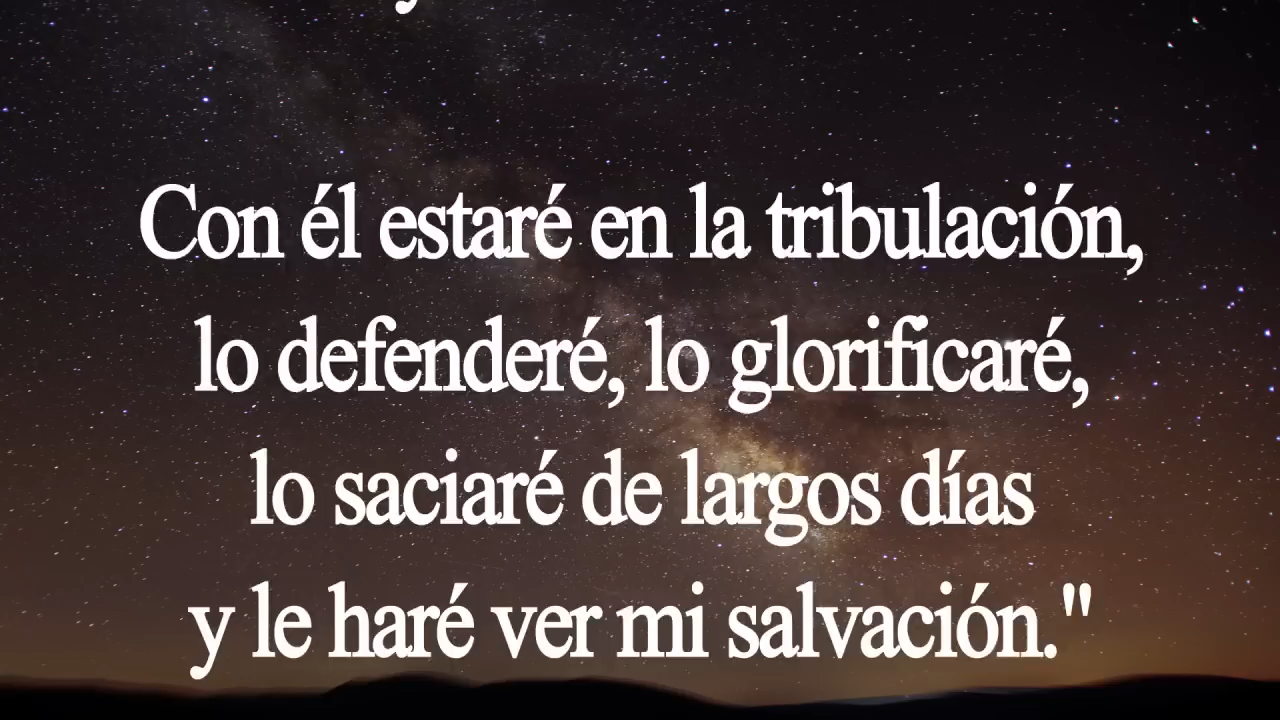 Con él estaré en la tribulación,
lo defenderé, lo glorificaré,
lo saciaré de largos días
y le haré ver mi salvación."